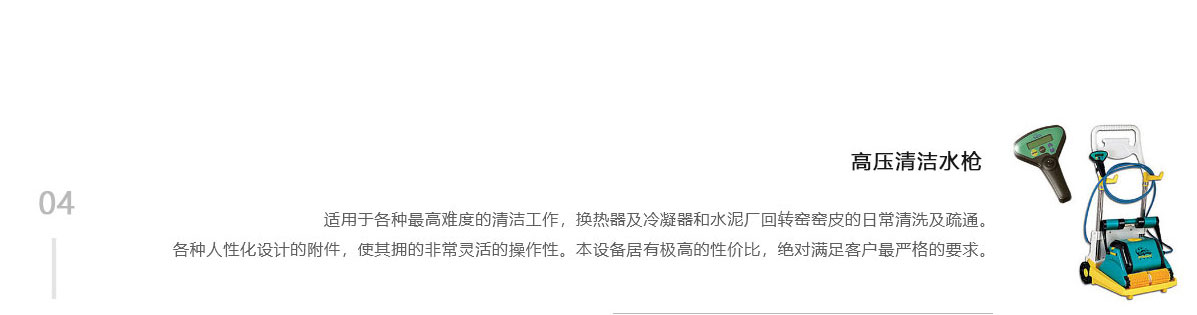 高压清洁水枪
04
适用于各种最高难度的清洁工作，换热器及冷凝器和水泥厂回转窑窑皮的日常清洗及疏通。
各种人性化设计的附件，使其拥的非常灵活的操作性。本设备居有极高的性价比，绝对满足客户最严格的要求。